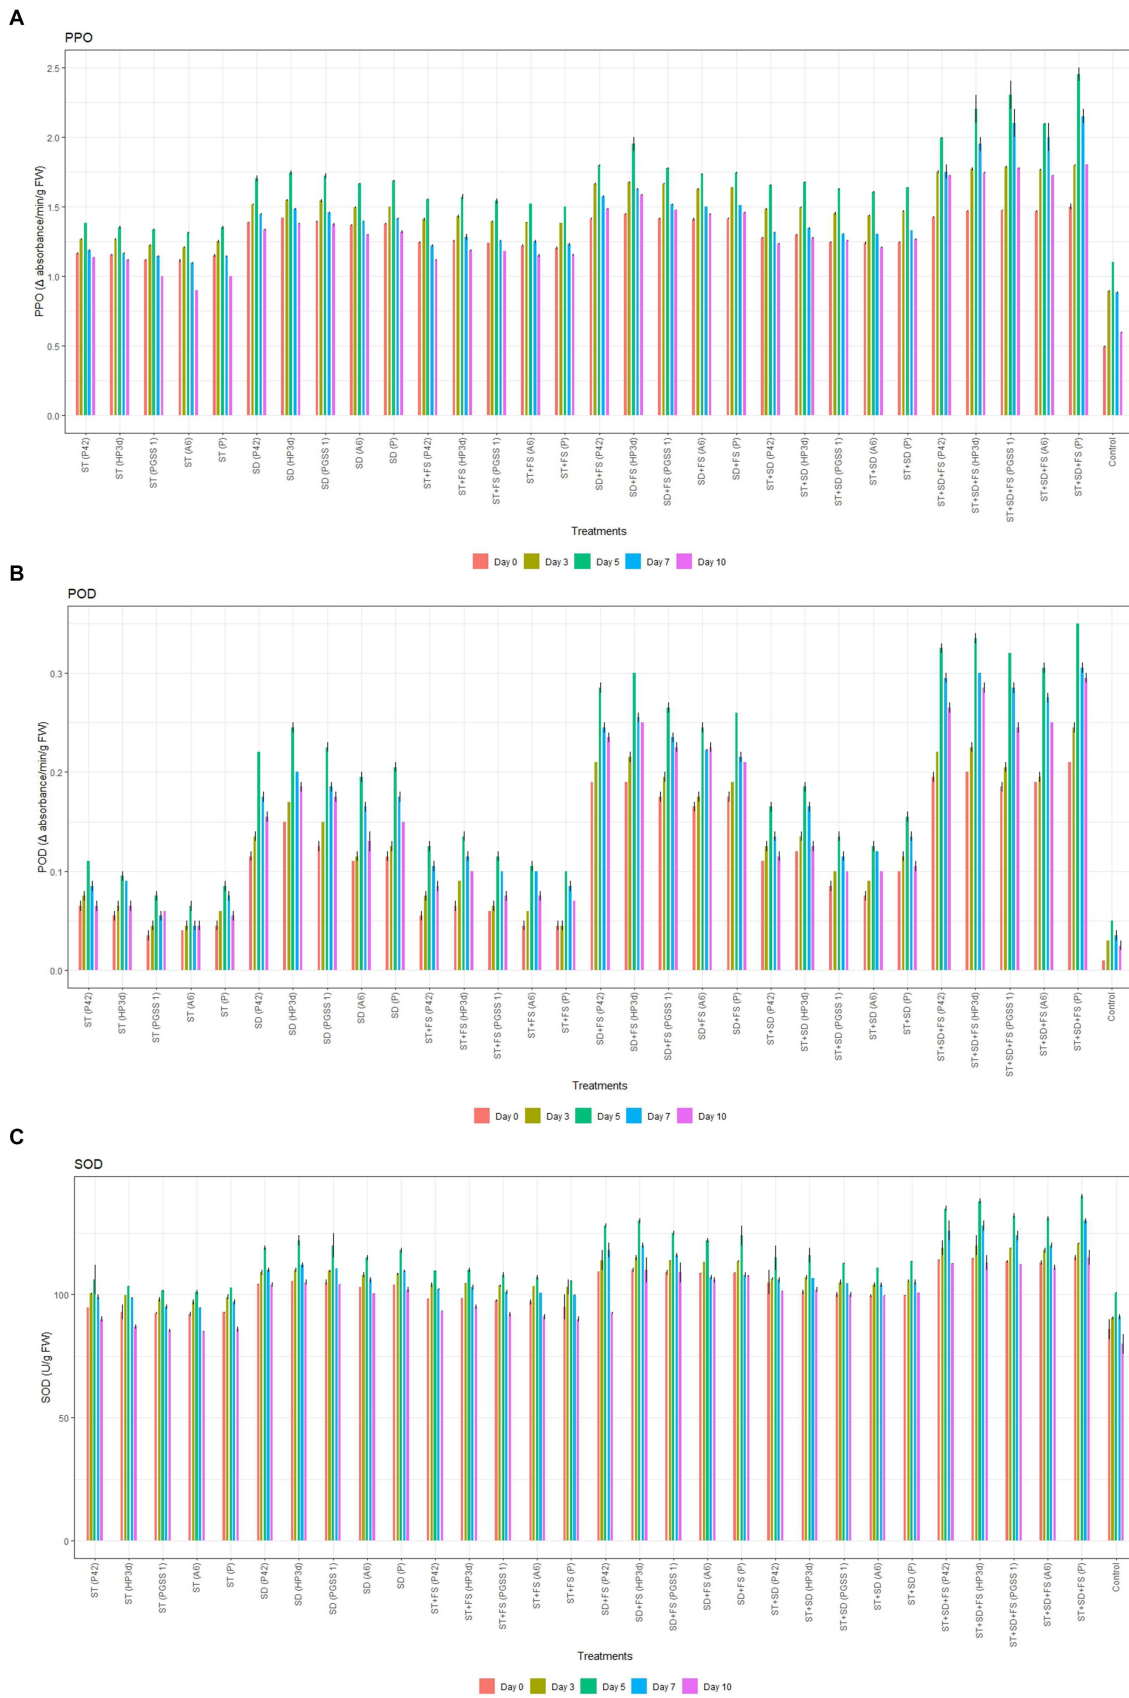 A
PPO
PPO (Δ absorbance/min/g FW)
2.5
2.0
1.5
1.0
0.5
0.0
ST (P42)
ST (HP3d)
ST (PGSS 1)
ST (A6)
ST (P)
SD (P42)
SD (HP3d)
SD (PGSS 1)
SD (A6)
SD (P)
ST+FS (P42)
ST+FS (HP3d)
ST+FS (PGSS 1)
ST+FS (A6)
ST+FS (P)
SD+FS (P42)
SD+FS (HP3d)
SD+FS (PGSS 1)
SD+FS (A6)
SD+FS (P)
ST+SD (P42)
ST+SD (HP3d)
ST+SD (PGSS 1)
ST+SD (A6)
ST+SD (P)
ST+SD+FS (P42)
ST+SD+FS (HP3d)
ST+SD+FS (PGSS 1)
ST+SD+FS (A6)
ST+SD+FS (P)
Control
Treatments
Day 0 Day 3 Day 5 Day 7 Day 10
B
POD
POD (Δ absorbance/min/g FW)
0.3
0.2
0.1
0.0
ST (P42)
ST (HP3d)
ST (PGSS 1)
ST (A6)
ST (P)
SD (P42)
SD (HP3d)
SD (PGSS 1)
SD (A6)
SD (P)
ST+FS (P42)
ST+FS (HP3d)
ST+FS (PGSS 1)
ST+FS (A6)
ST+FS (P)
SD+FS (P42)
SD+FS (HP3d)
SD+FS (PGSS 1)
SD+FS (A6)
SD+FS (P)
ST+SD (P42)
ST+SD (HP3d)
ST+SD (PGSS 1)
ST+SD (A6)
ST+SD (P)
ST+SD+FS (P42)
ST+SD+FS (HP3d)
ST+SD+FS (PGSS 1)
ST+SD+FS (A6)
ST+SD+FS (P)
Control
Treatments
Day 0 Day 3 Day 5 Day 7 Day 10
C
SOD
SOD (U/g FW)
100
50
0
ST (P42)
ST (HP3d)
ST (PGSS 1)
ST (A6)
ST (P)
SD (P42)
SD (HP3d)
SD (PGSS 1)
SD (A6)
SD (P)
ST+FS (P42)
ST+FS (HP3d)
ST+FS (PGSS 1)
ST+FS (A6)
ST+FS (P)
SD+FS (P42)
SD+FS (HP3d)
SD+FS (PGSS 1)
SD+FS (A6)
SD+FS (P)
ST+SD (P42)
ST+SD (HP3d)
ST+SD (PGSS 1)
ST+SD (A6)
ST+SD (P)
ST+SD+FS (P42)
ST+SD+FS (HP3d)
ST+SD+FS (PGSS 1)
ST+SD+FS (A6)
ST+SD+FS (P)
Control
Treatments
Day 0 Day 3 Day 5 Day 7 Day 10